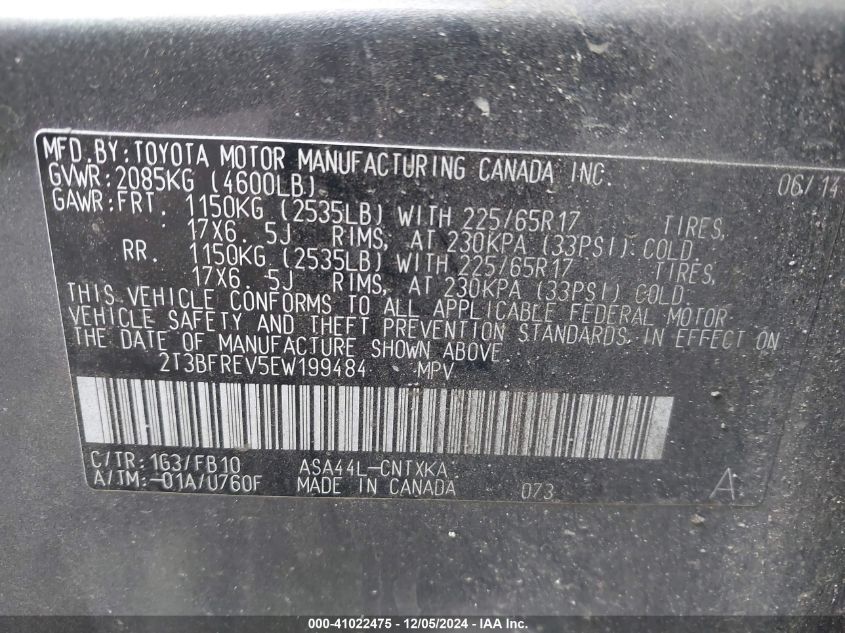 MFD. BY: TOYOTA MOTOR MANUFACTURING CANADA INC. 06/14
GVWR: 2085KG (4600LB)
GAWR: FRT. 1150KG (2535LB) WITH 225/65R17 TIRES,
17X6. 5J RIMS, AT 230KPA (33PSI) COLD.
RR. 1150KG (2535LB) WITH 225/65R17 TIRES,
17X6. 5J RIMS, AT 230KPA (33PSI) COLD.
THIS VEHICLE CONFORMS TO ALL APPLICABLE FEDERAL MOTOR
VEHICLE SAFETY AND THEFT PREVENTION STANDARDS IN EFFECT ON
THE DATE OF MANUFACTURE SHOWN ABOVE.
2T3BFREV5EW199484 MPV
C/TR: 1G3/FB10 ASA44L-CNTXKA
A/TM: -01A/U760F MADE IN CANADA 073 A
000-41022475 - 12/05/2024 - IAA Inc.